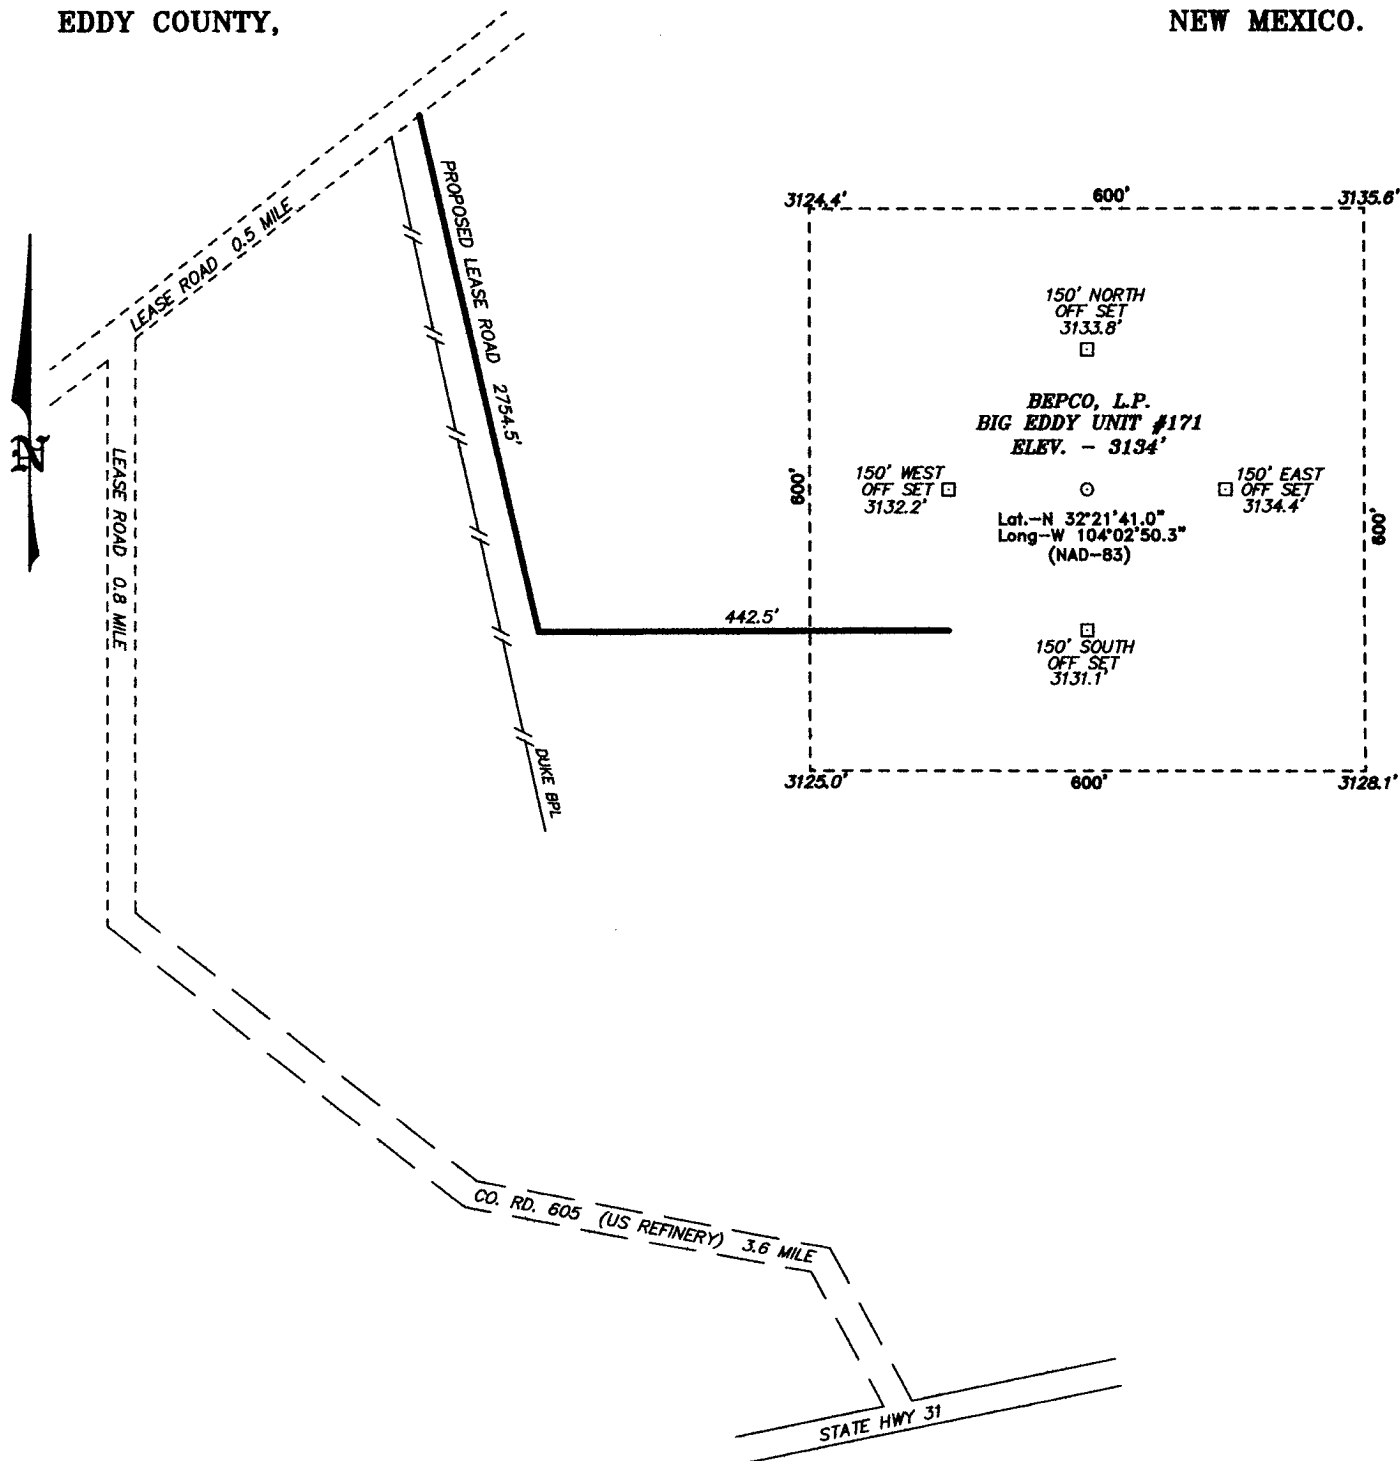 EDDY COUNTY,
NEW MEXICO.
LEASE ROAD 0.5 MILE
PROPOSED LEASE ROAD 2754.5'
3124.4'
600'
3135.6'
150' NORTH
OFF SET
3133.8'
BEPCO, L.P.
BIG EDDY UNIT #171
ELEV. - 3134'
600'
150' WEST
OFF SET
3132.2'
150' EAST
OFF SET
3134.4'
600'
Lat.-N 32°21'41.0"
Long-W 104°02'50.3"
(NAD-83)
N
LEASE ROAD 0.8 MILE
442.5'
150' SOUTH
OFF SET
3131.1'
DUKE BPL
3125.0'
600'
3128.1'
CO. RD. 605 (US REFINERY) 3.6 MILE
STATE HWY 31